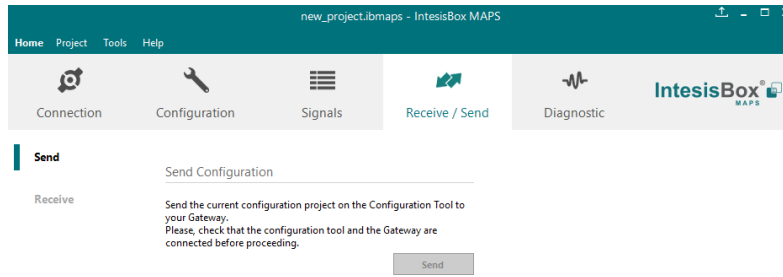 new_project.ibmaps - IntesisBox MAPS
Home Project Tools Help
Connection Configuration Signals Receive / Send Diagnostic IntesisBox® MAPS
Send
Send Configuration
Receive
Send the current configuration project on the Configuration Tool to
your Gateway.
Please, check that the configuration tool and the Gateway are
connected before proceeding.
Send